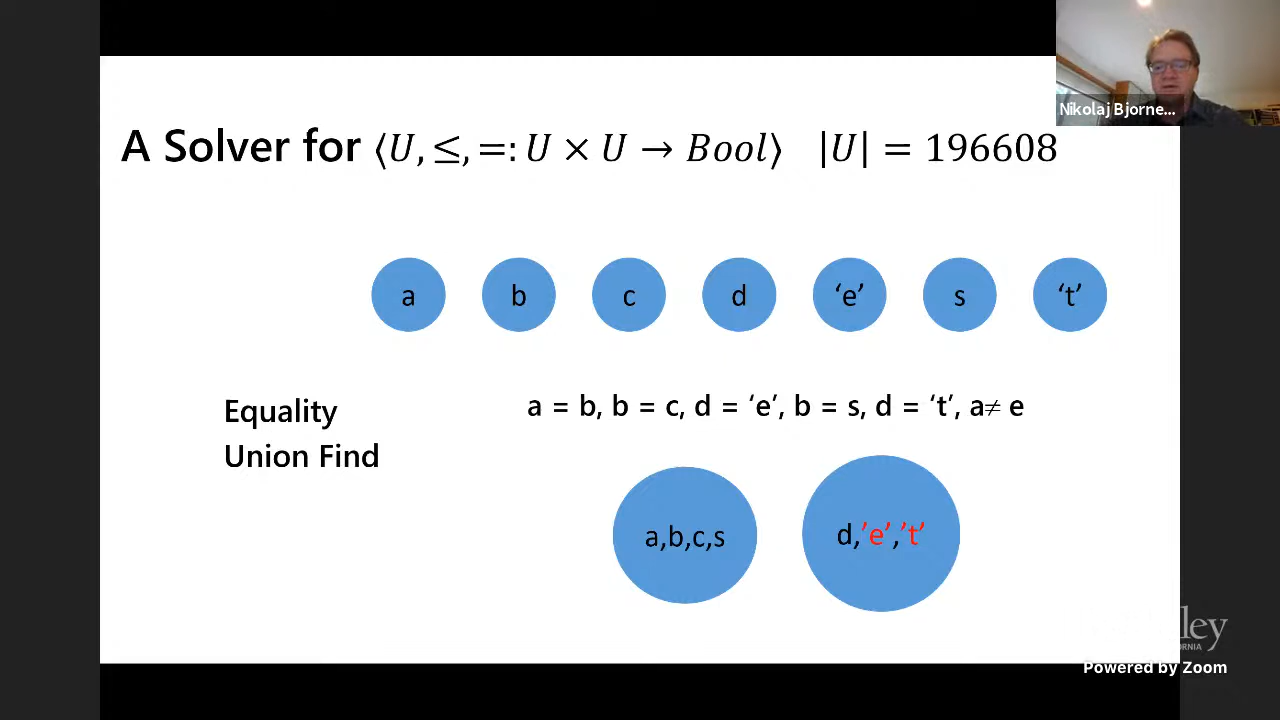 Nikolaj Bjorne...
A Solver for ⟨U, ≤, =: U × U → Bool⟩ |U| = 196608
a b c d ‘e’ s ‘t’
Equality
a = b, b = c, d = ‘e’, b = s, d = ‘t’, a≠ e
Union Find
a,b,c,s d,’e’,’t’
Powered by Zoom